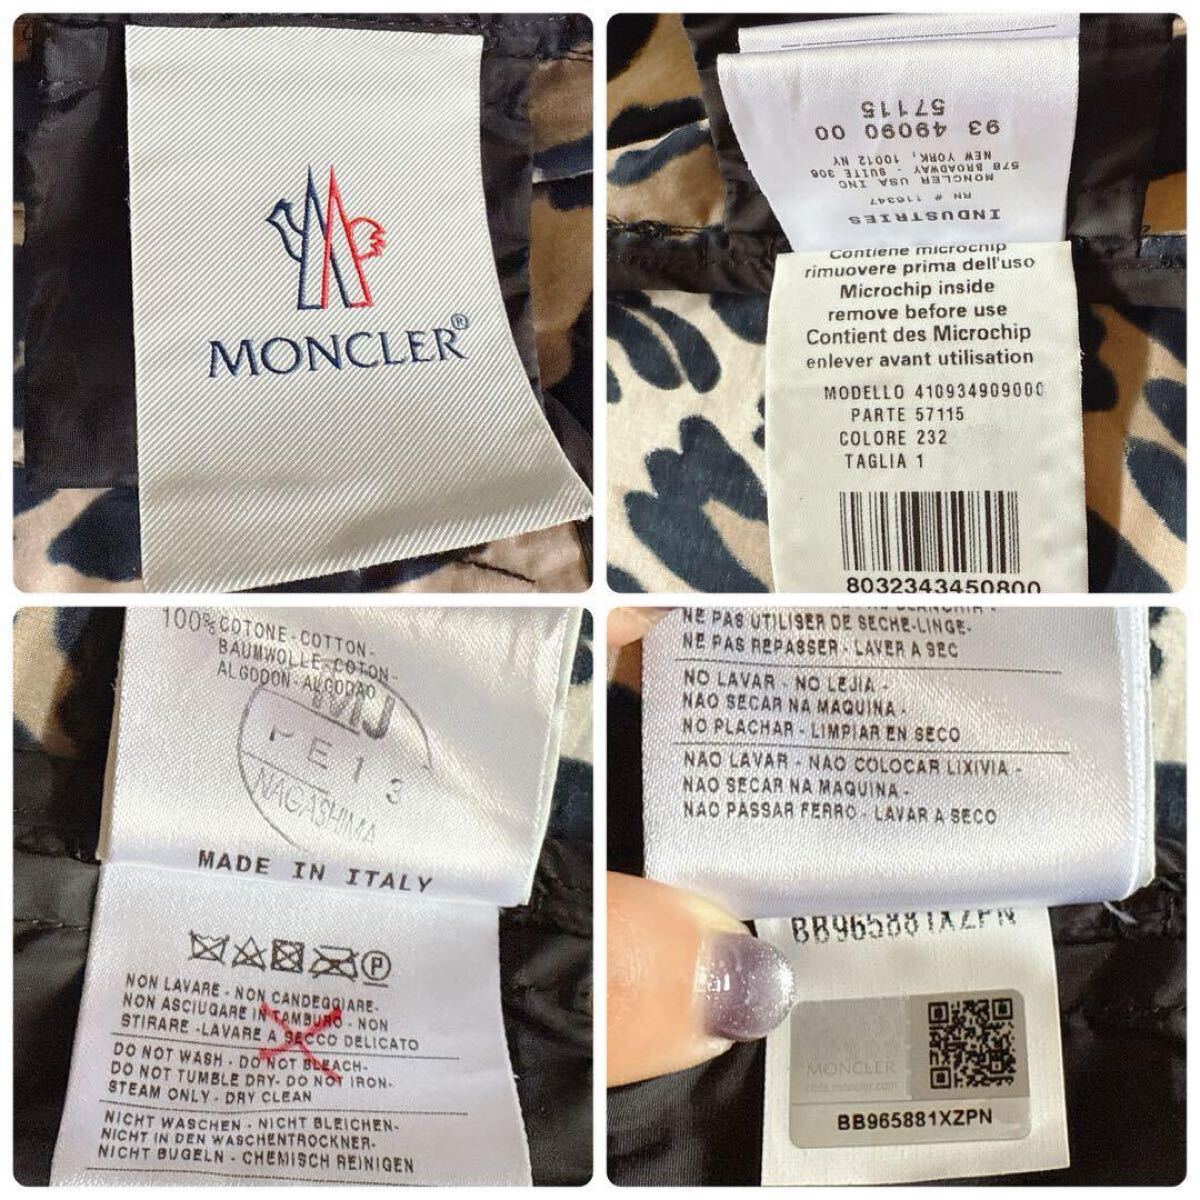 MONCLER®
INDUSTRIES
RN # 116347
MONCLER USA INC
578 BROADWAY - SUITE 306
NEW YORK, 10012 NY
93 49090 00
57115
Contiene microchip
rimuovere prima dell'uso
Microchip inside
remove before use
Contient des Microchip
enlever avant utilisation
MODELLO 410934909000
PARTE 57115
COLORE 232
TAGLIA 1
8032343450800
100% COTONE-COTTON-
BAUMWOLLE-COTON-
ALGODON-ALGODAO
MJ
PE13
NAGASHIMA
MADE IN ITALY
P
NON LAVARE - NON CANDEGGIARE-
NON ASCIUGARE IN TAMBURO - NON
STIRARE -LAVARE A SECCO DELICATO
DO NOT WASH - DO NOT BLEACH-
DO NOT TUMBLE DRY- DO NOT IRON-
STEAM ONLY - DRY CLEAN
NICHT WASCHEN - NICHT BLEICHEN-
NICHT IN DEN WASCHENTROCKNER-
NICHT BUGELN - CHEMISCH REINIGEN
NE PAS UTILISER DE SECHE-LINGE-
NE PAS REPASSER - LAVER A SEC
NO LAVAR - NO LEJIA -
NAO SECAR NA MAQUINA -
NO PLACHAR - LIMPIAR EN SECO
NAO LAVAR - NAO COLOCAR LIXIVIA -
NAO SECAR NA MAQUINA -
NAO PASSAR FERRO - LAVAR A SECO
BB965881XZPN
MONCLER
code.moncler.com
BB965881XZPN